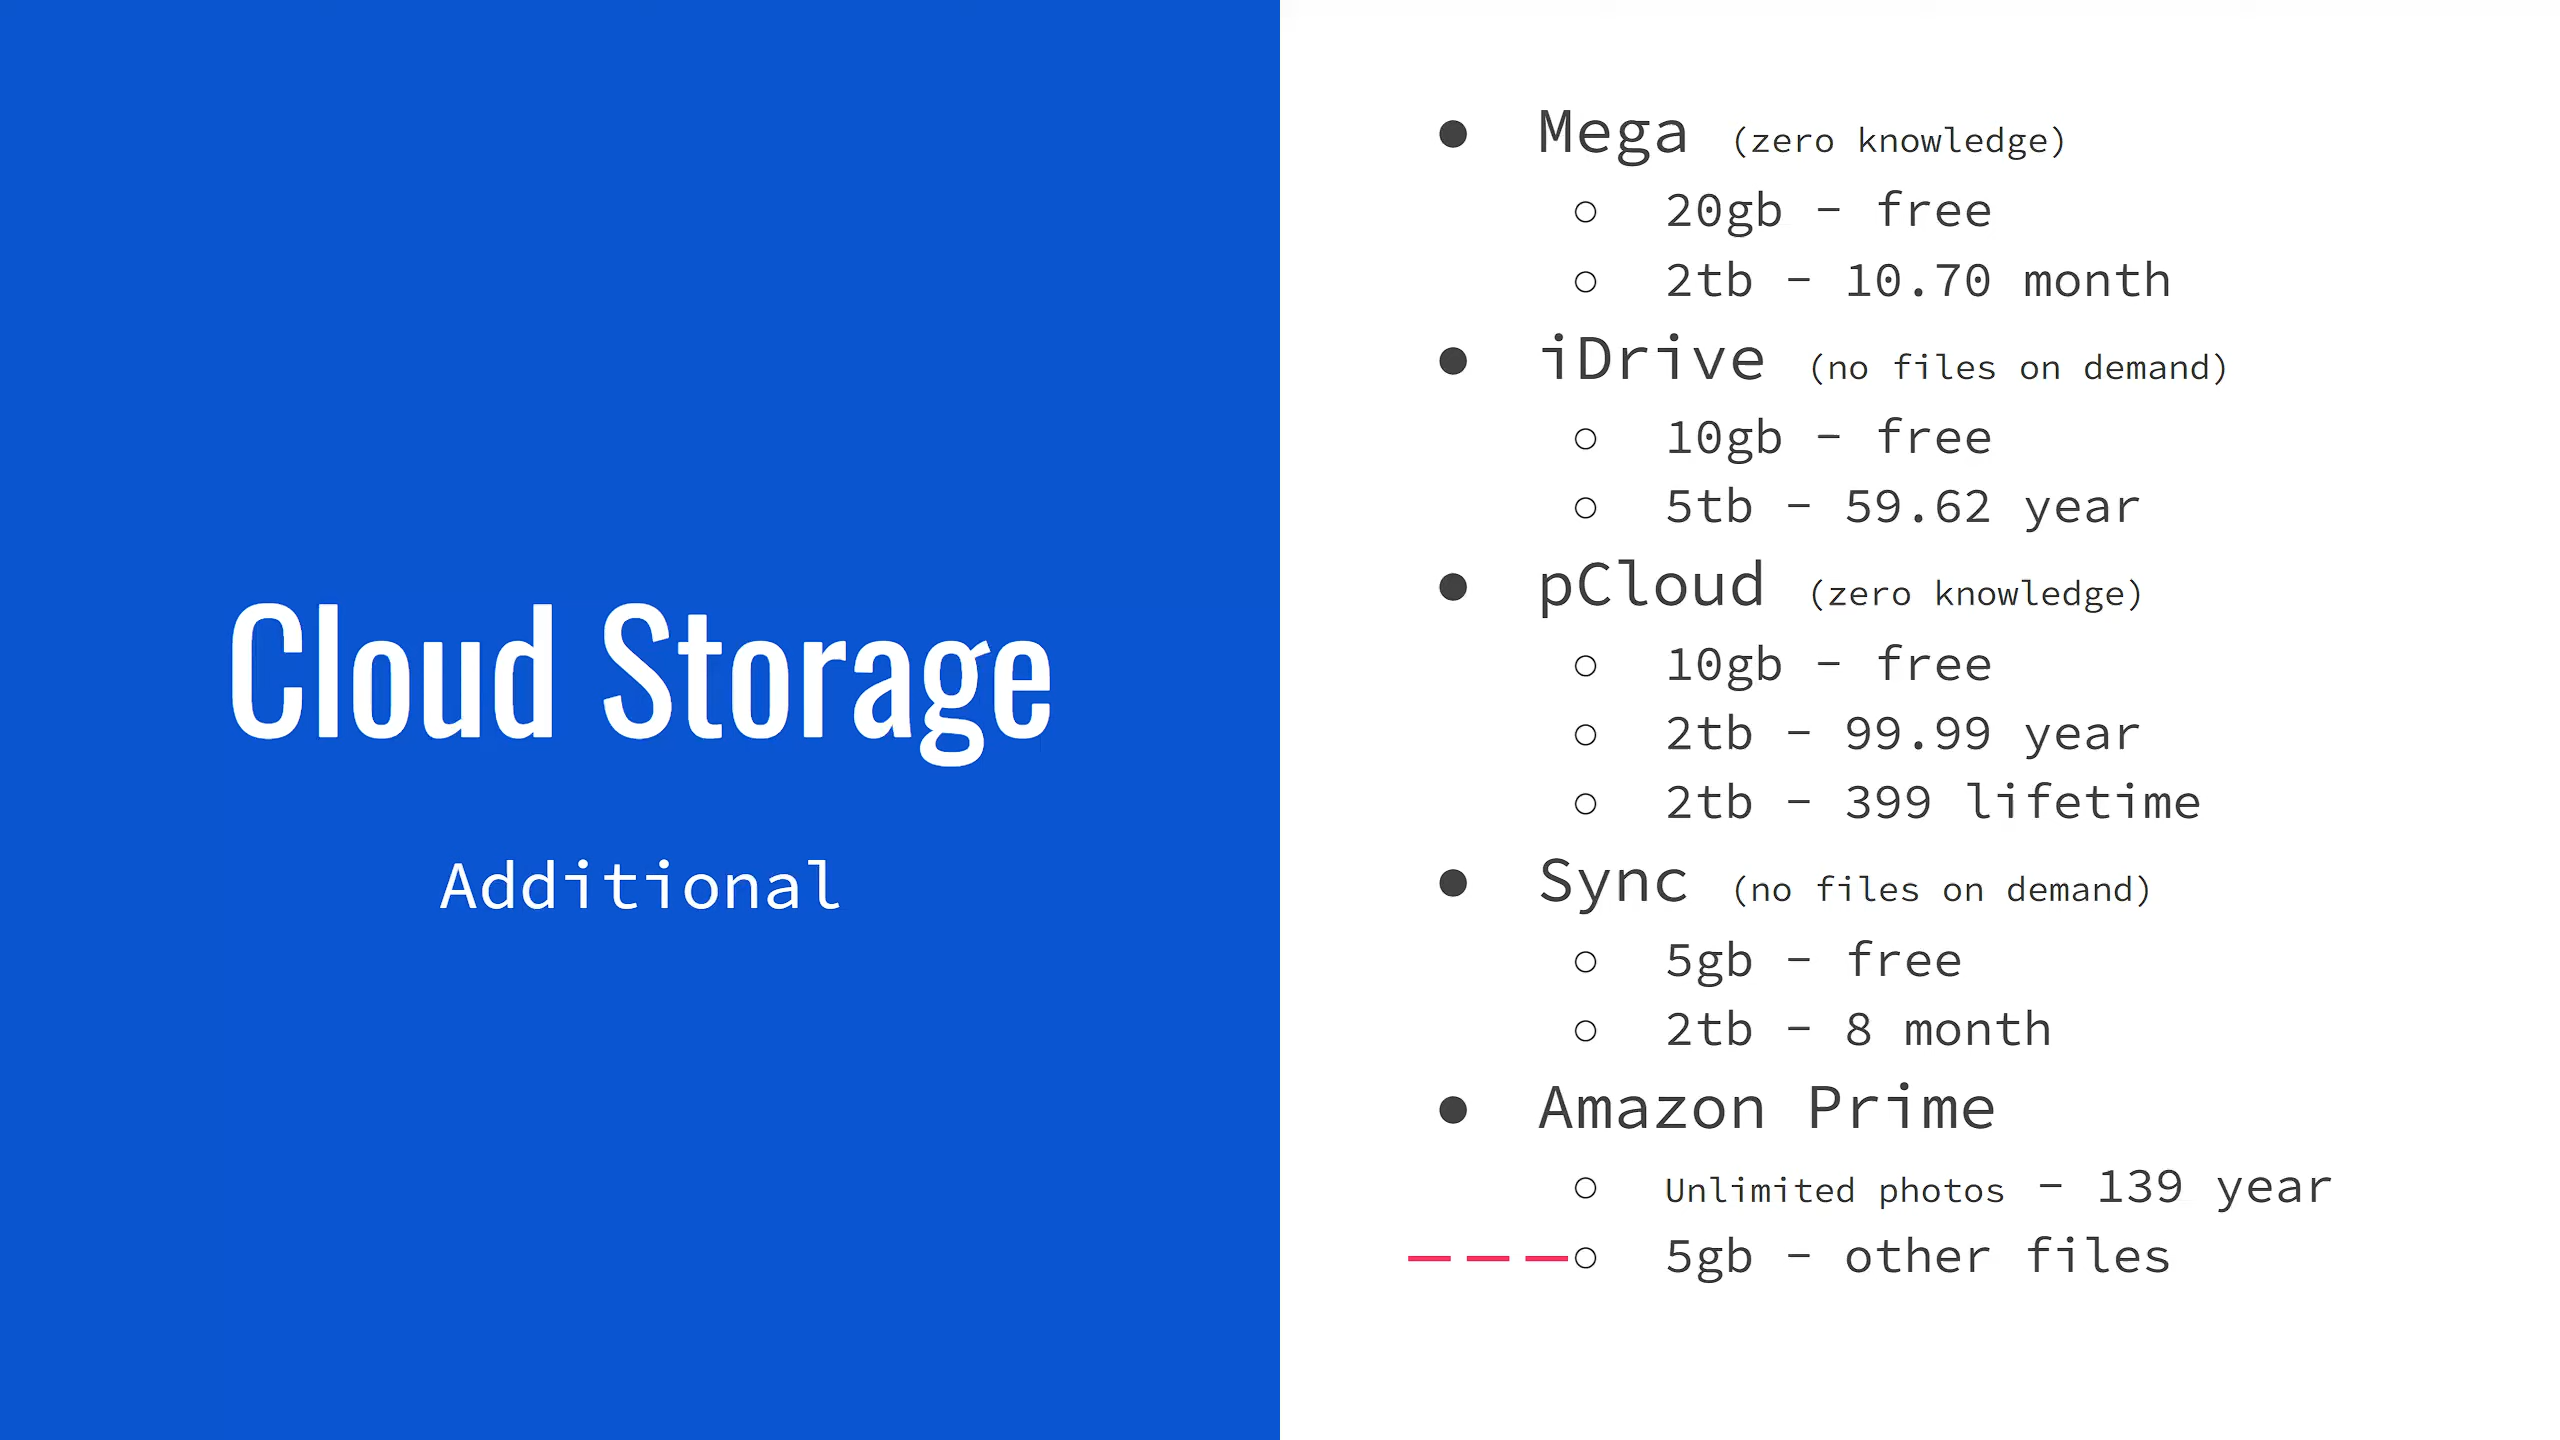 Cloud Storage
Additional
● Mega (zero knowledge)
○ 20gb - free
○ 2tb - 10.70 month
● iDrive (no files on demand)
○ 10gb - free
○ 5tb - 59.62 year
● pCloud (zero knowledge)
○ 10gb - free
○ 2tb - 99.99 year
○ 2tb - 399 lifetime
● Sync (no files on demand)
○ 5gb - free
○ 2tb - 8 month
● Amazon Prime
○ Unlimited photos - 139 year
○ 5gb - other files